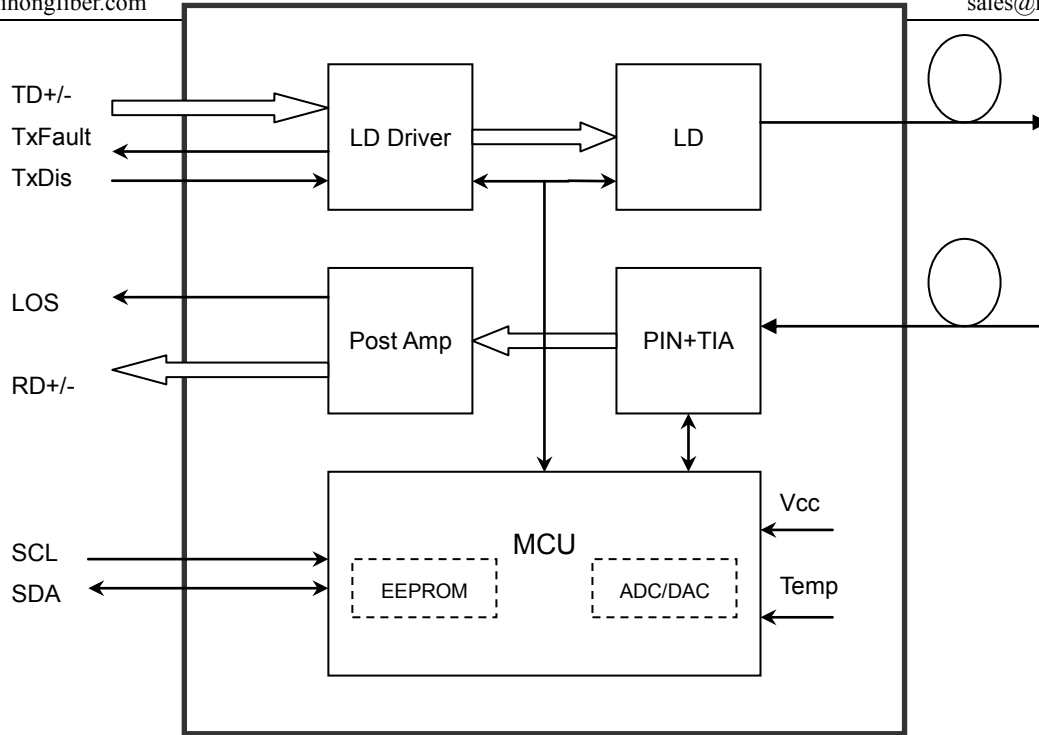 TD+/-
TxFault
TxDis
LD Driver
LD
LOS
RD+/-
Post Amp
PIN+TIA
SCL
SDA
MCU
EEPROM
ADC/DAC
Vcc
Temp